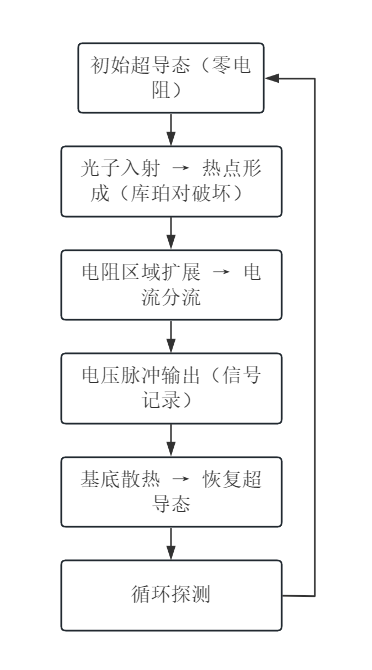 初始超导态（零电
阻）
光子入射 → 热点形
成（库珀对破坏）
电阻区域扩展 → 电
流分流
电压脉冲输出（信号
记录）
基底散热 → 恢复超
导态
循环探测